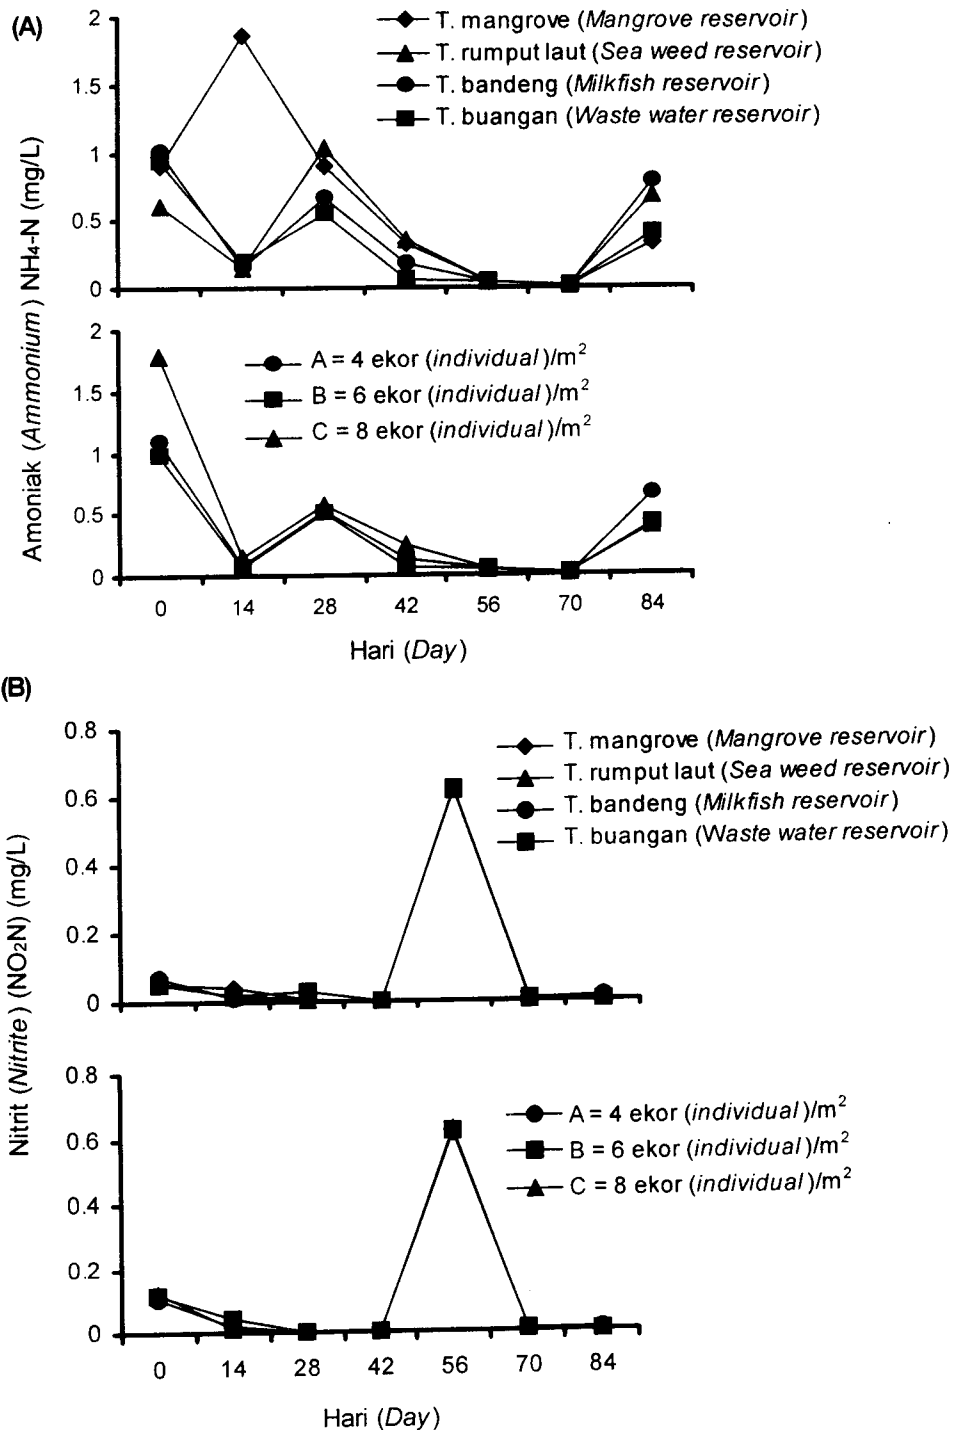 (A)
T. mangrove (Mangrove reservoir)
T. rumput laut (Sea weed reservoir)
T. bandeng (Milkfish reservoir)
T. buangan (Waste water reservoir)
2
1.5
1
0.5
0
Amoniak (Ammonium) NH4-N (mg/L)
A = 4 ekor (individual)/m²
B = 6 ekor (individual)/m²
C = 8 ekor (individual)/m²
2
1.5
1
0.5
0
0 14 28 42 56 70 84
Hari (Day)
(B)
T. mangrove (Mangrove reservoir)
T. rumput laut (Sea weed reservoir)
T. bandeng (Milkfish reservoir)
T. buangan (Waste water reservoir)
0.8
0.6
0.4
0.2
0
Nitrit (Nitrite) (NO2N) (mg/L)
A = 4 ekor (individual)/m²
B = 6 ekor (individual)/m²
C = 8 ekor (individual)/m²
0.8
0.6
0.4
0.2
0
0 14 28 42 56 70 84
Hari (Day)